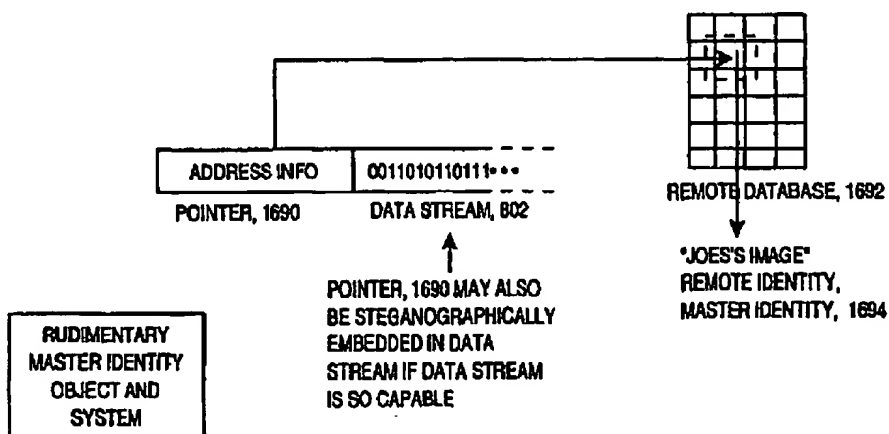 ADDRESS INFO
0011010110111•••
POINTER, 1690
DATA STREAM, 802
REMOTE DATABASE, 1692
"JOES'S IMAGE"
REMOTE IDENTITY,
MASTER IDENTITY, 1694
POINTER, 1690 MAY ALSO
BE STEGANOGRAPHICALLY
EMBEDDED IN DATA
STREAM IF DATA STREAM
IS SO CAPABLE
RUDIMENTARY
MASTER IDENTITY
OBJECT AND
SYSTEM